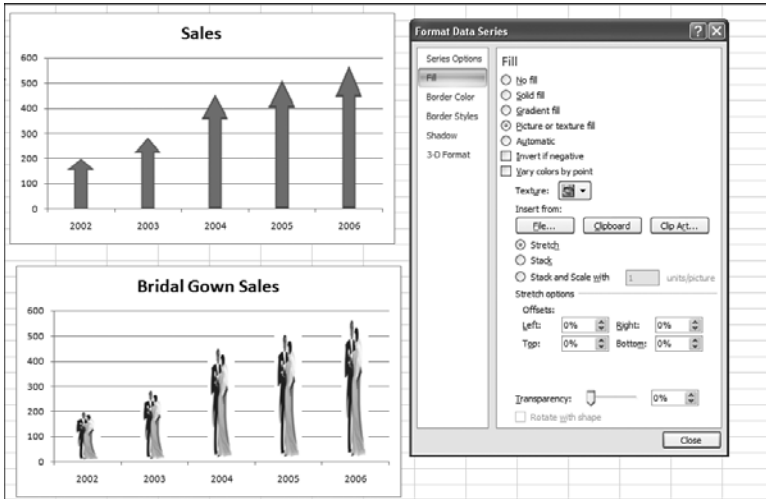 Sales
600
500
400
300
200
100
0
2002 2003 2004 2005 2006
Bridal Gown Sales
600
500
400
300
200
100
0
2002 2003 2004 2005 2006
Format Data Series
Series Options
Fill
Border Color
Border Styles
Shadow
3-D Format
Fill
No fill
Solid fill
Gradient fill
Picture or texture fill
Automatic
Invert if negative
Vary colors by point
Texture:
Insert from:
File... Clipboard Clip Art...
Stretch
Stack
Stack and Scale with 1 units/picture
Stretch options
Offsets:
Left: 0% Right: 0%
Top: 0% Bottom: 0%
Transparency: 0%
Rotate with shape
Close